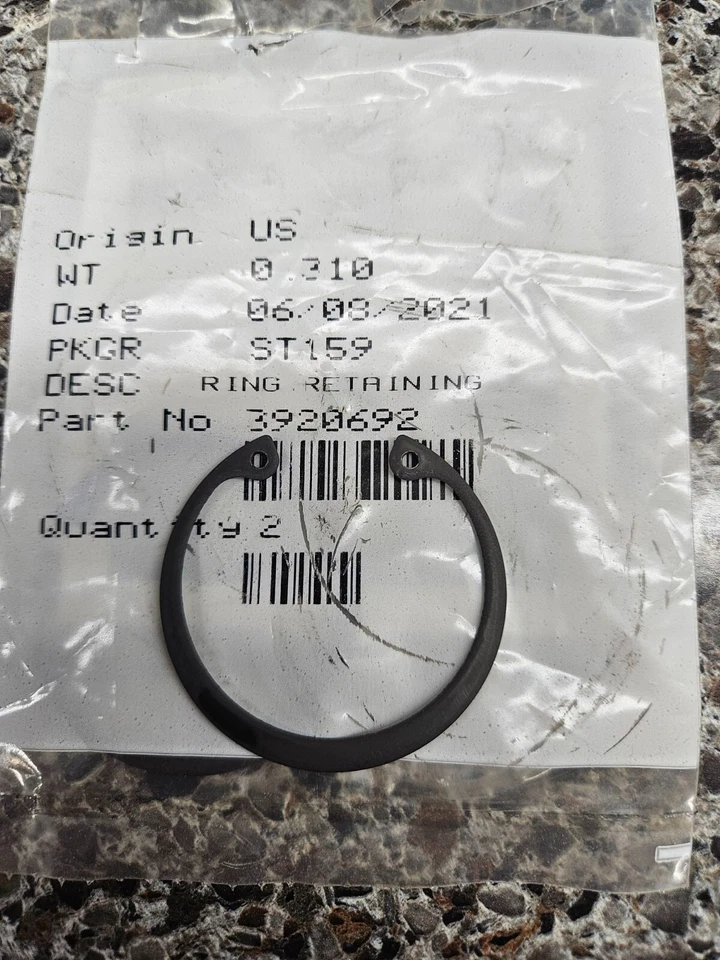 Origin US
WT 0.310
Date 06/08/2021
PKGR ST159
DESC RING RETAINING
Part No 3920692
Quantity 2